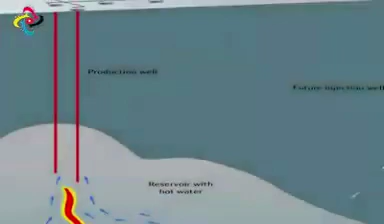 Production well
Future injection well
Reservoir with
hot water